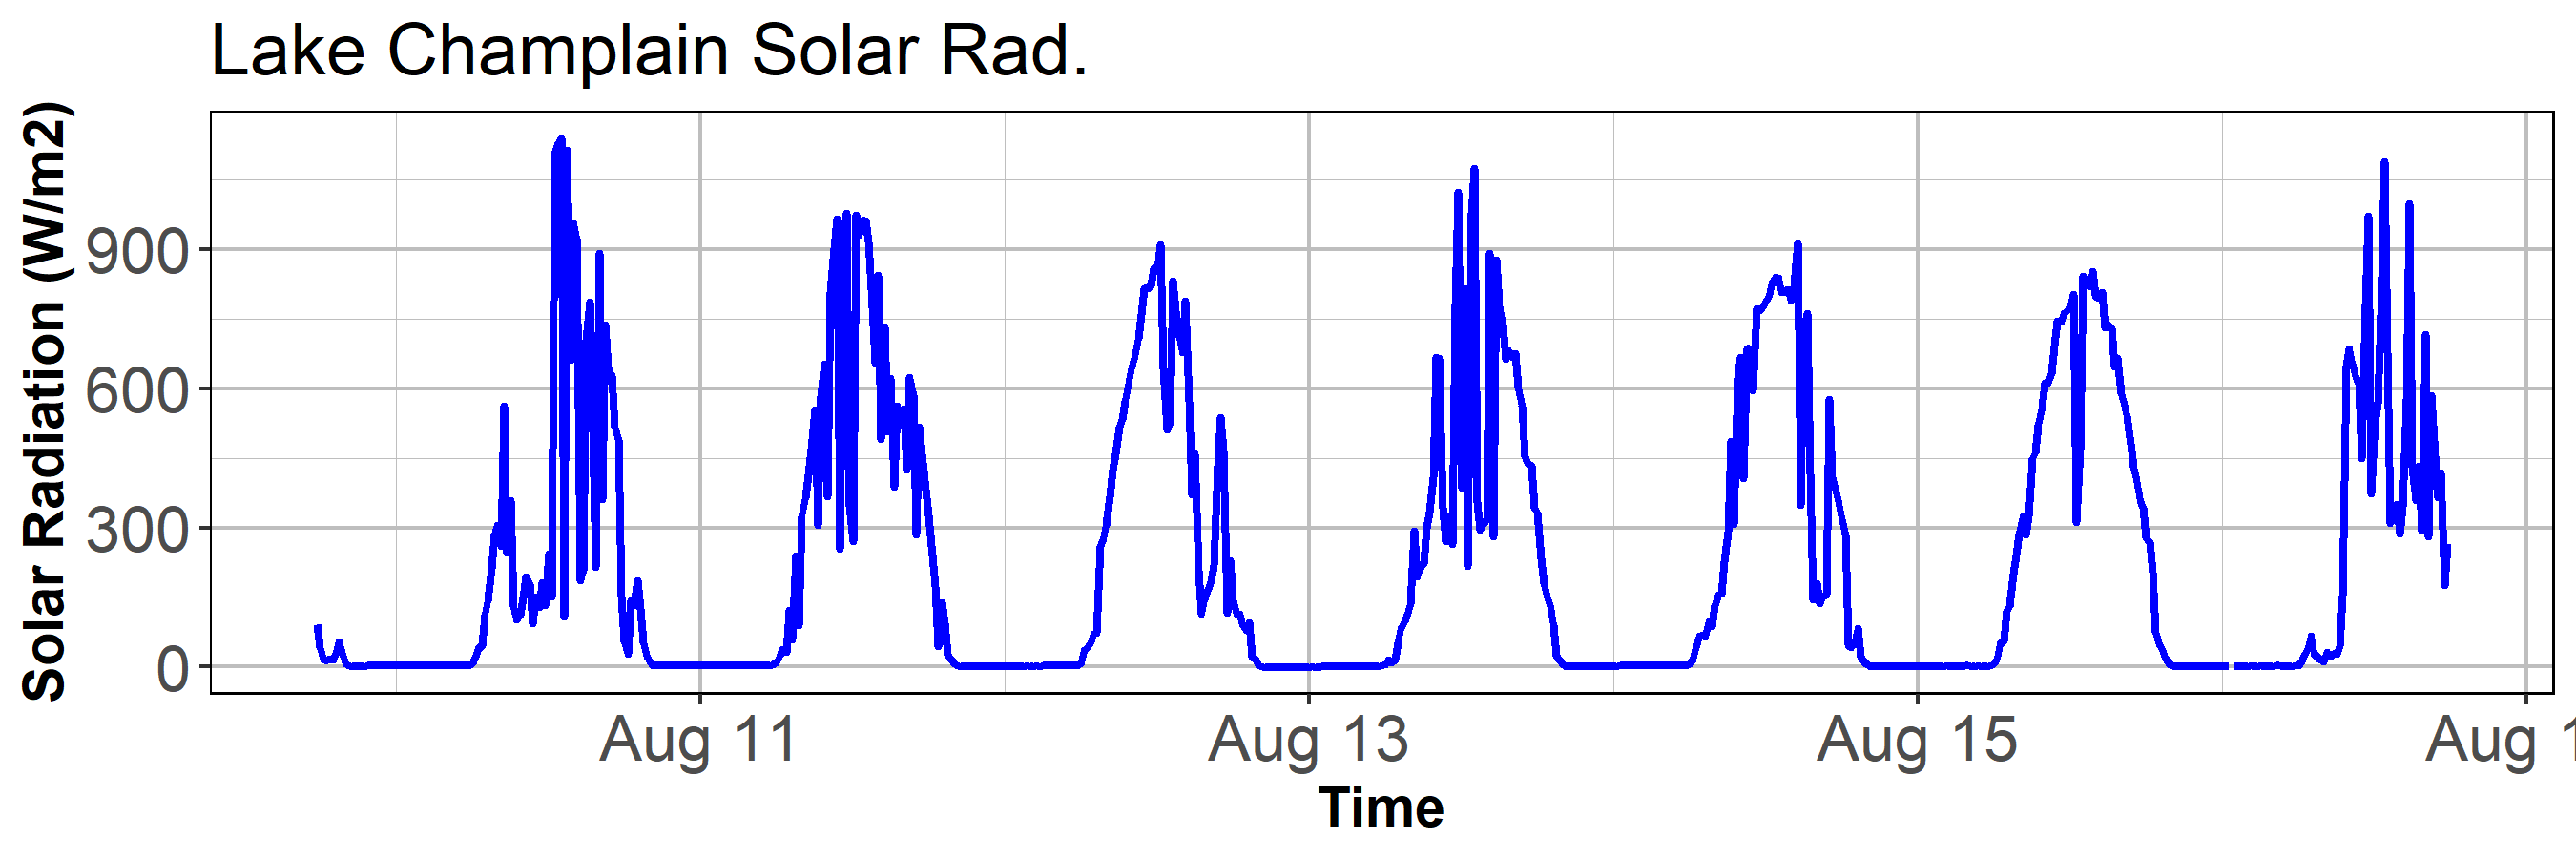 Lake Champlain Solar Rad.
Solar Radiation (W/m2)
900
600
300
0
Aug 11
Aug 13
Aug 15
Aug 1
Time